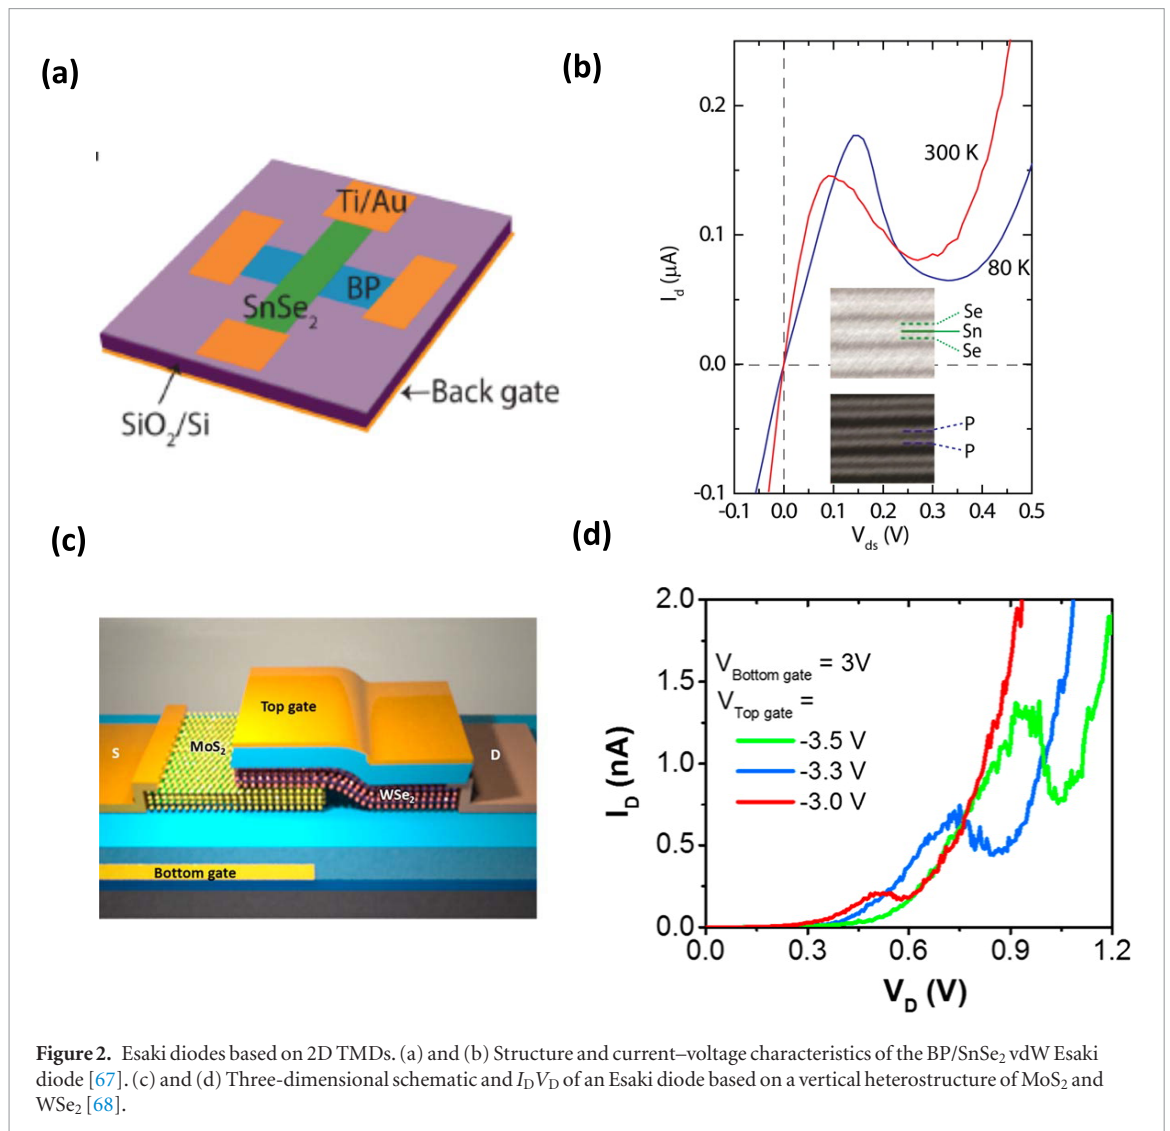 (a)
Ti/Au
BP
SnSe2
SiO2/Si
←Back gate
(b)
0.2
0.1
0.0
-0.1
Id (μA)
300 K
80 K
Se
Sn
Se
P
P
-0.1 0.0 0.1 0.2 0.3 0.4 0.5
Vds (V)
(c)
Top gate
S
MoS2
D
WSe2
Bottom gate
(d)
2.0
1.5
1.0
0.5
0.0
ID (nA)
VBottom gate = 3V
VTop gate =
-3.5 V
-3.3 V
-3.0 V
0.0 0.3 0.6 0.9 1.2
VD (V)
Figure 2. Esaki diodes based on 2D TMDs. (a) and (b) Structure and current–voltage characteristics of the BP/SnSe2 vdW Esaki
diode [67]. (c) and (d) Three-dimensional schematic and IDVD of an Esaki diode based on a vertical heterostructure of MoS2 and
WSe2 [68].